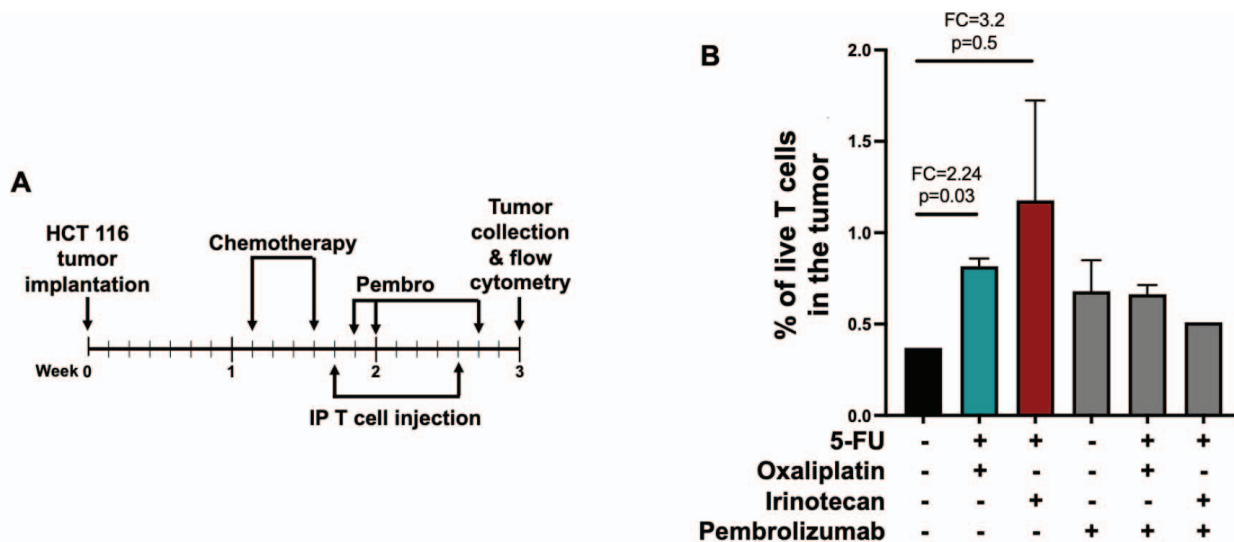 A
HCT 116
tumor
implantation
Chemotherapy
Pembro
Tumor
collection
& flow
cytometry
Week 0
1
2
3
IP T cell injection
B
FC=3.2
p=0.5
FC=2.24
p=0.03
% of live T cells
in the tumor
2.0
1.5
1.0
0.5
0.0
5-FU - + + - + +
Oxaliplatin - + - - + -
Irinotecan - - + - - +
Pembrolizumab - - - + + +